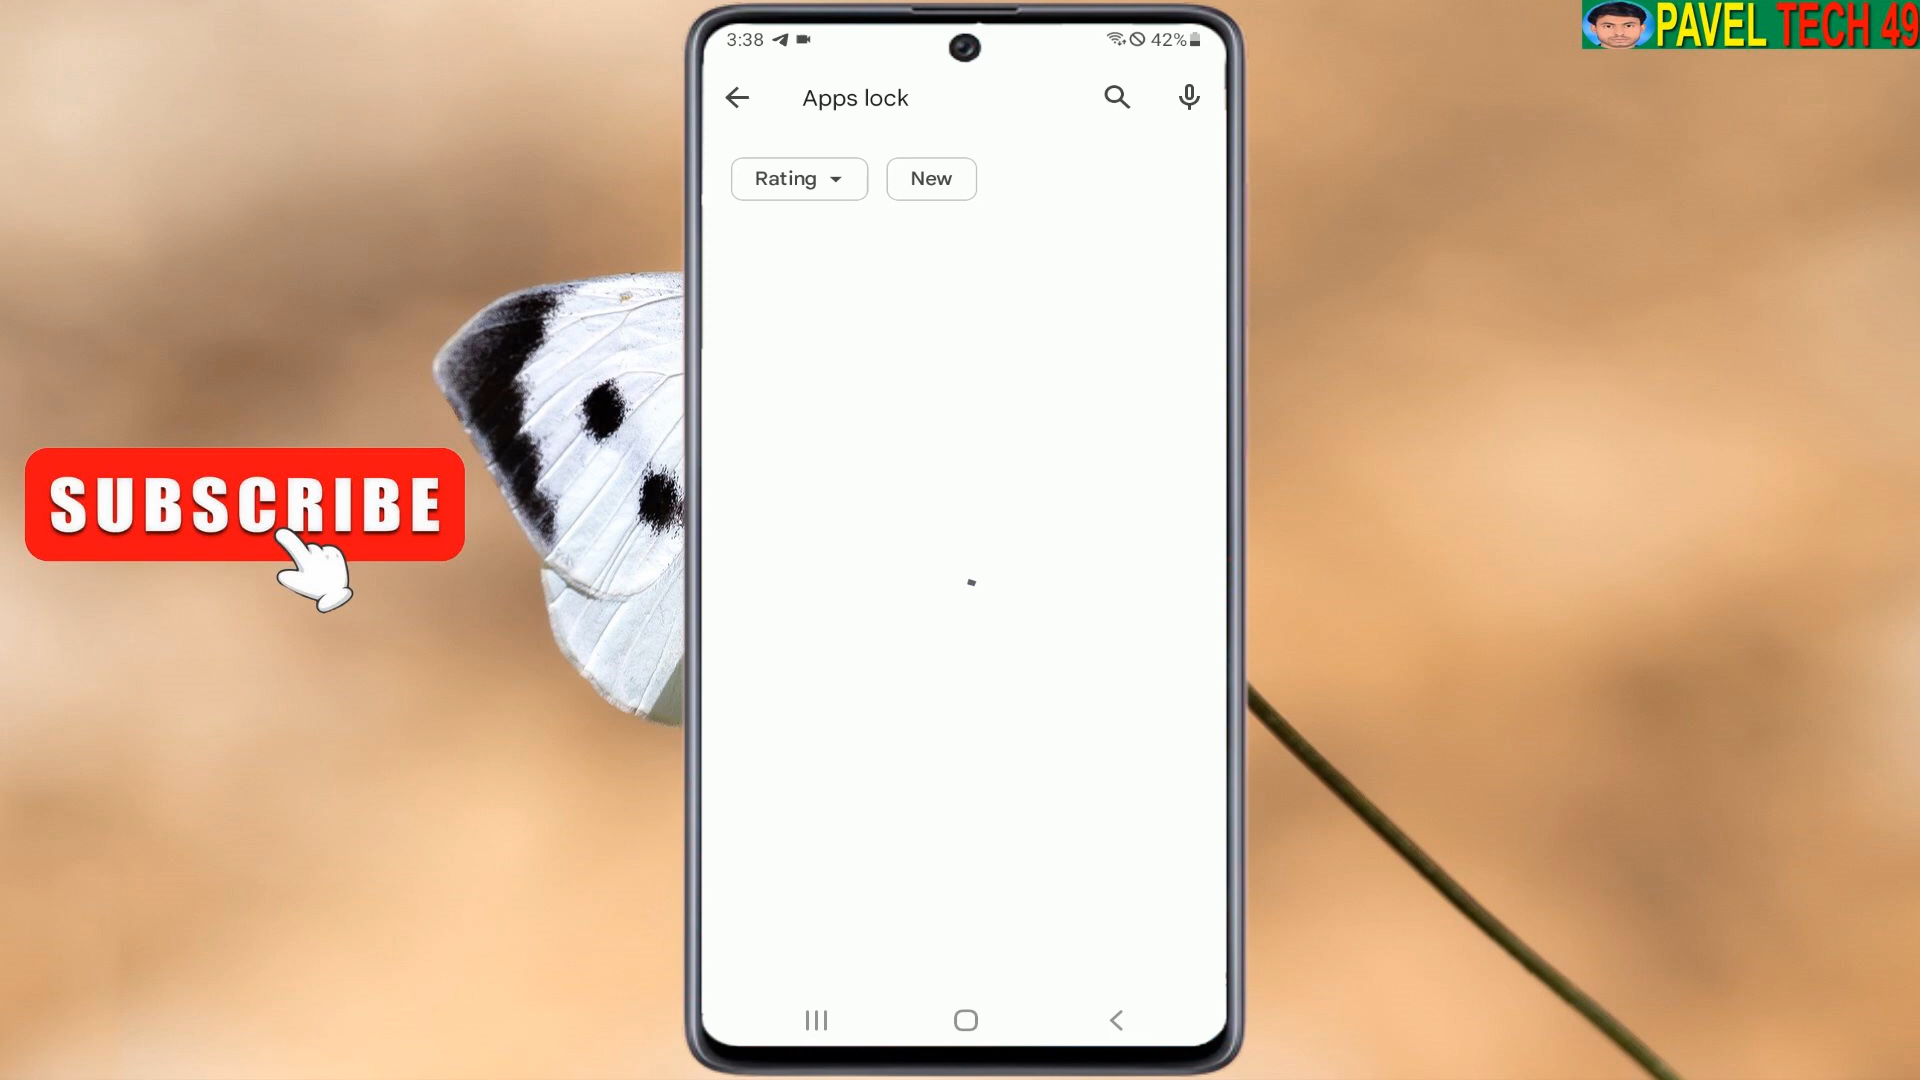 PAVEL TECH 49
3:38 42%
Apps lock
Rating New
SUBSCRIBE